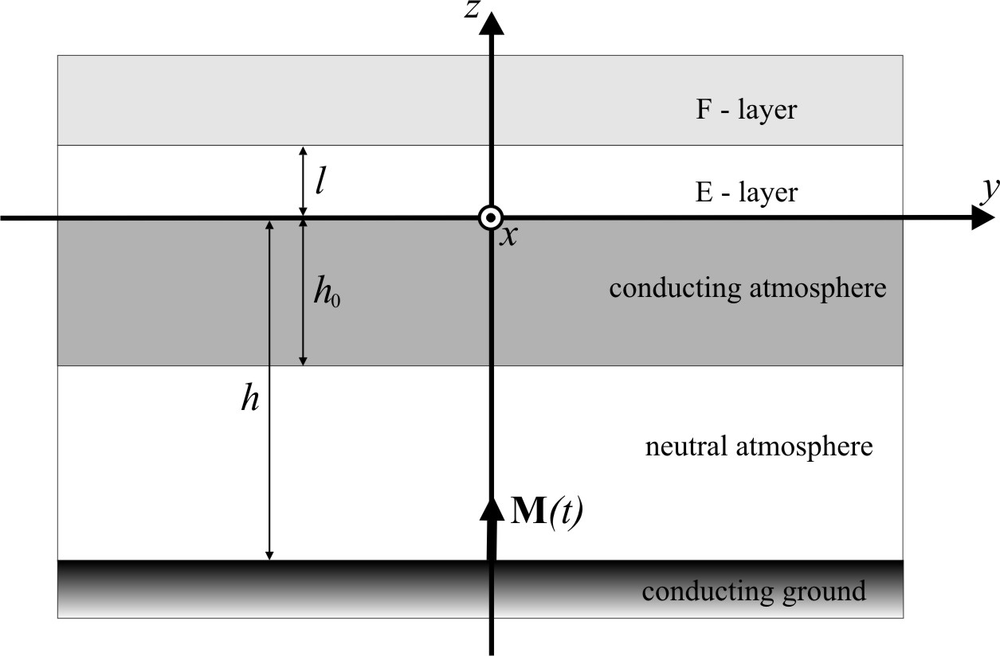 z
F - layer
l
E - layer
y
x
h₀
conducting atmosphere
h
neutral atmosphere
M(t)
conducting ground